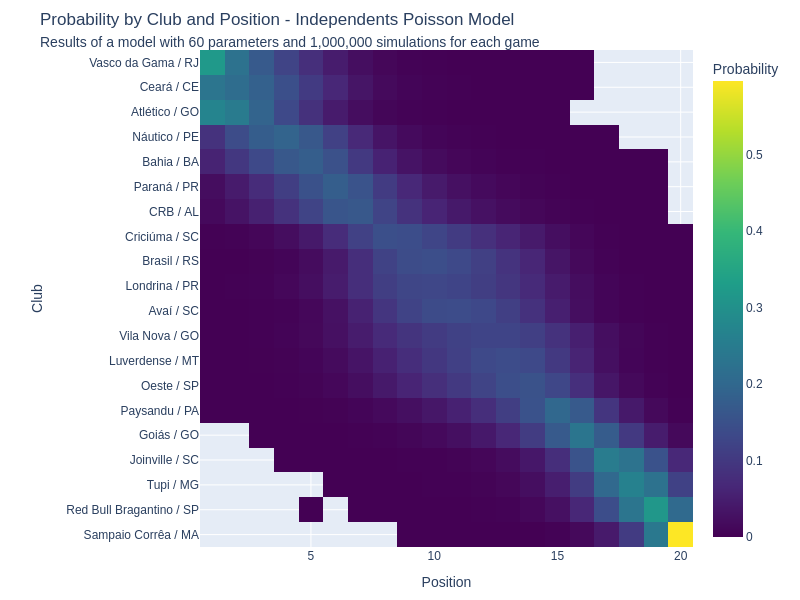 Probability by Club and Position - Independents Poisson Model
Results of a model with 60 parameters and 1,000,000 simulations for each game
Probability
Vasco da Gama / RJ
Ceará / CE
Atlético / GO
Náutico / PE
Bahia / BA
Paraná / PR
CRB / AL
Criciúma / SC
Brasil / RS
Londrina / PR
Avaí / SC
Vila Nova / GO
Luverdense / MT
Oeste / SP
Paysandu / PA
Goiás / GO
Joinville / SC
Tupi / MG
Red Bull Bragantino / SP
Sampaio Corrêa / MA
Club
5
10
15
20
Position
0.5
0.4
0.3
0.2
0.1
0